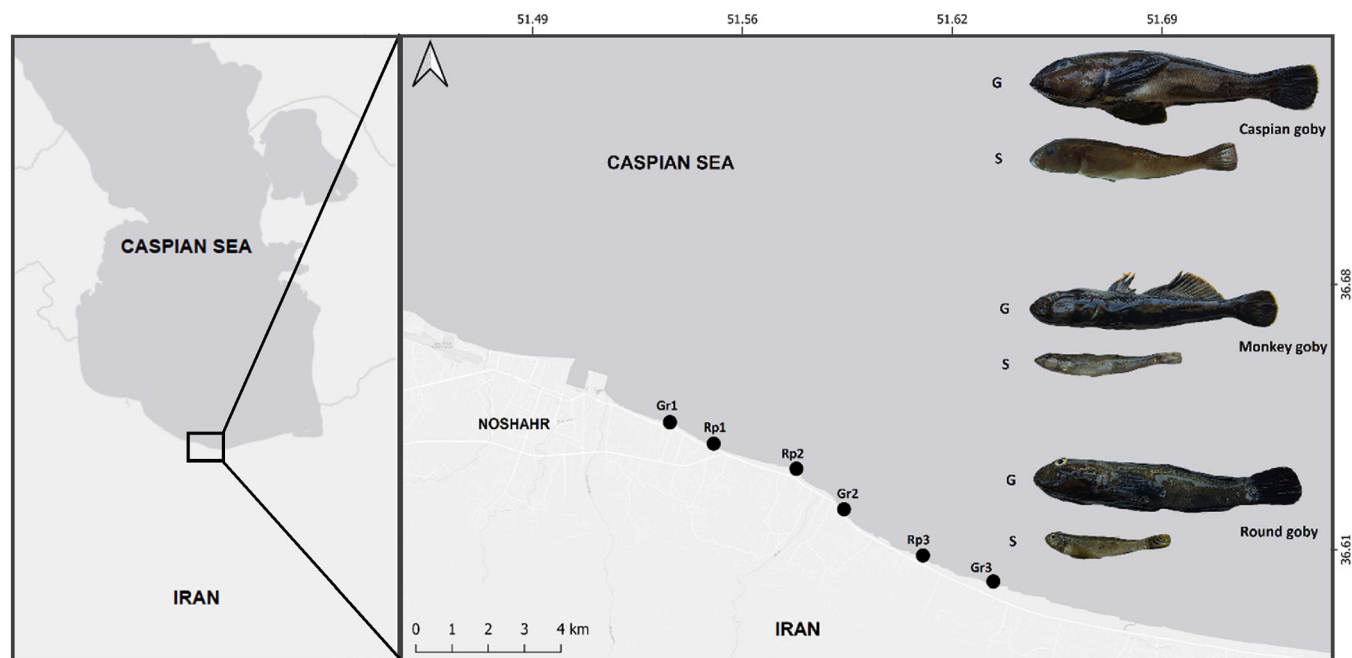 51.49
51.56
51.62
51.69
G
Caspian goby
S
CASPIAN SEA
CASPIAN SEA
36.68
G
Monkey goby
S
Gr1
NOSHAHR
Rp1
Rp2
G
Gr2
Round goby
S
Rp3
36.61
Gr3
IRAN
0 1 2 3 4 km
IRAN